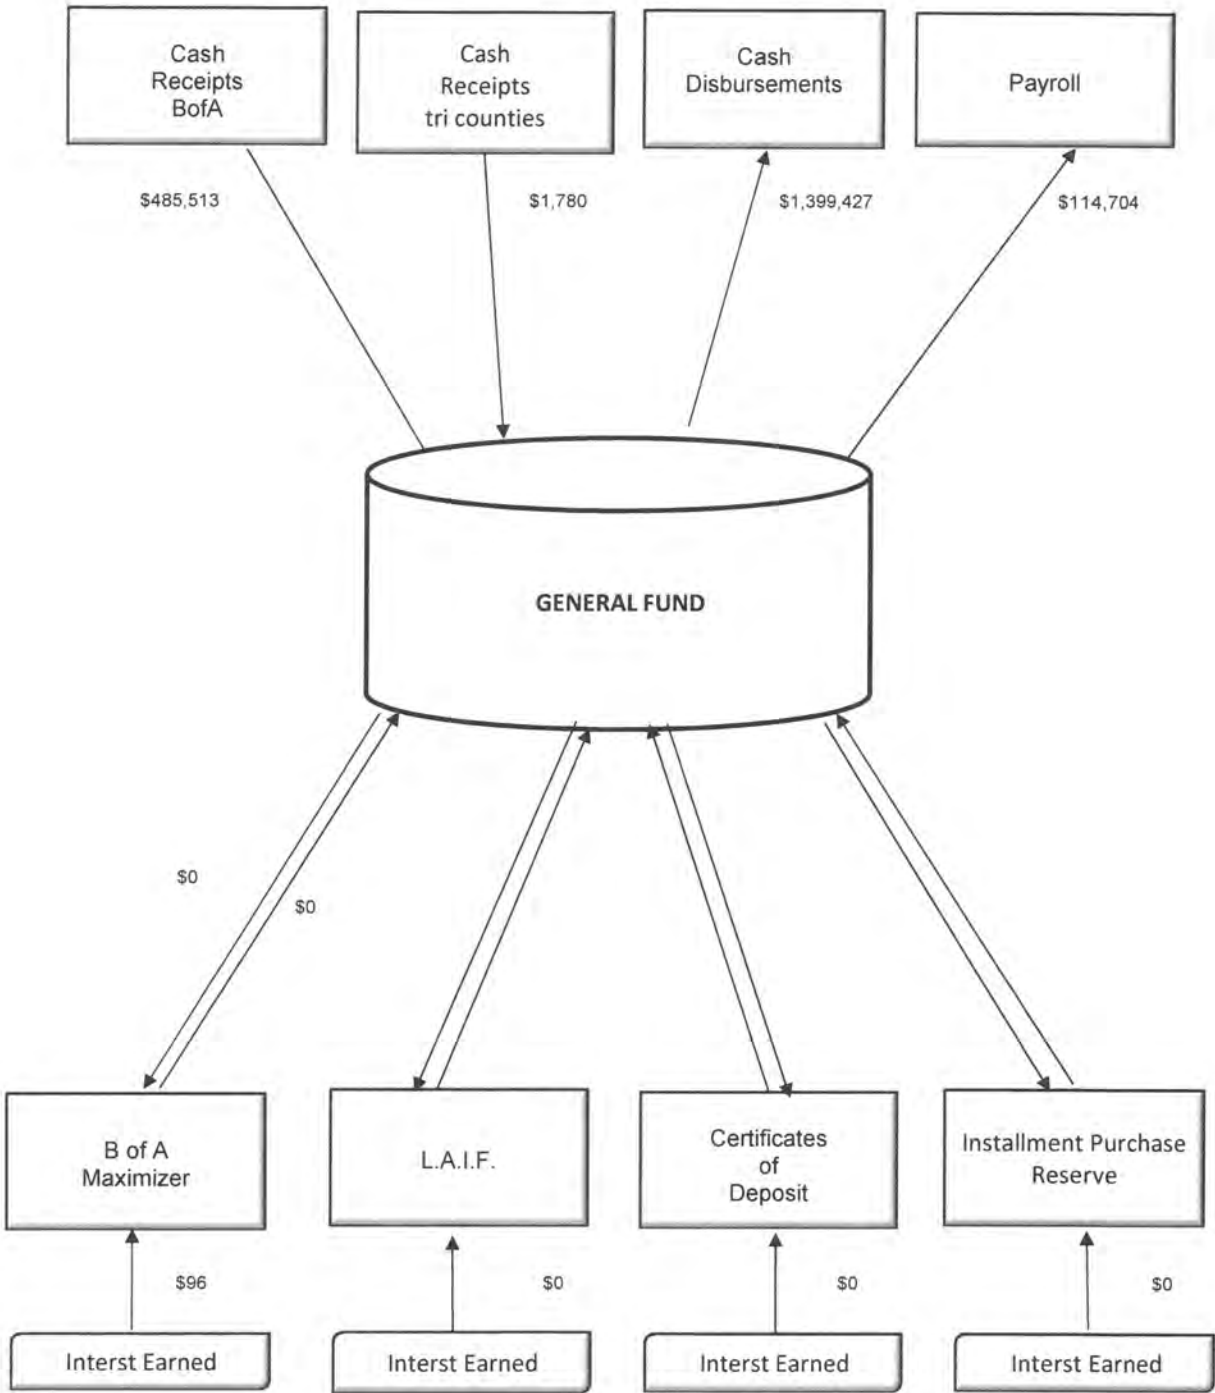 Cash
Receipts
BofA
Cash
Receipts
tri counties
Cash
Disbursements
Payroll
$485,513
$1,780
$1,399,427
$114,704
GENERAL FUND
$0
$0
B of A
Maximizer
L.A.I.F.
Certificates
of
Deposit
Installment Purchase
Reserve
$96
$0
$0
$0
Interst Earned
Interst Earned
Interst Earned
Interst Earned